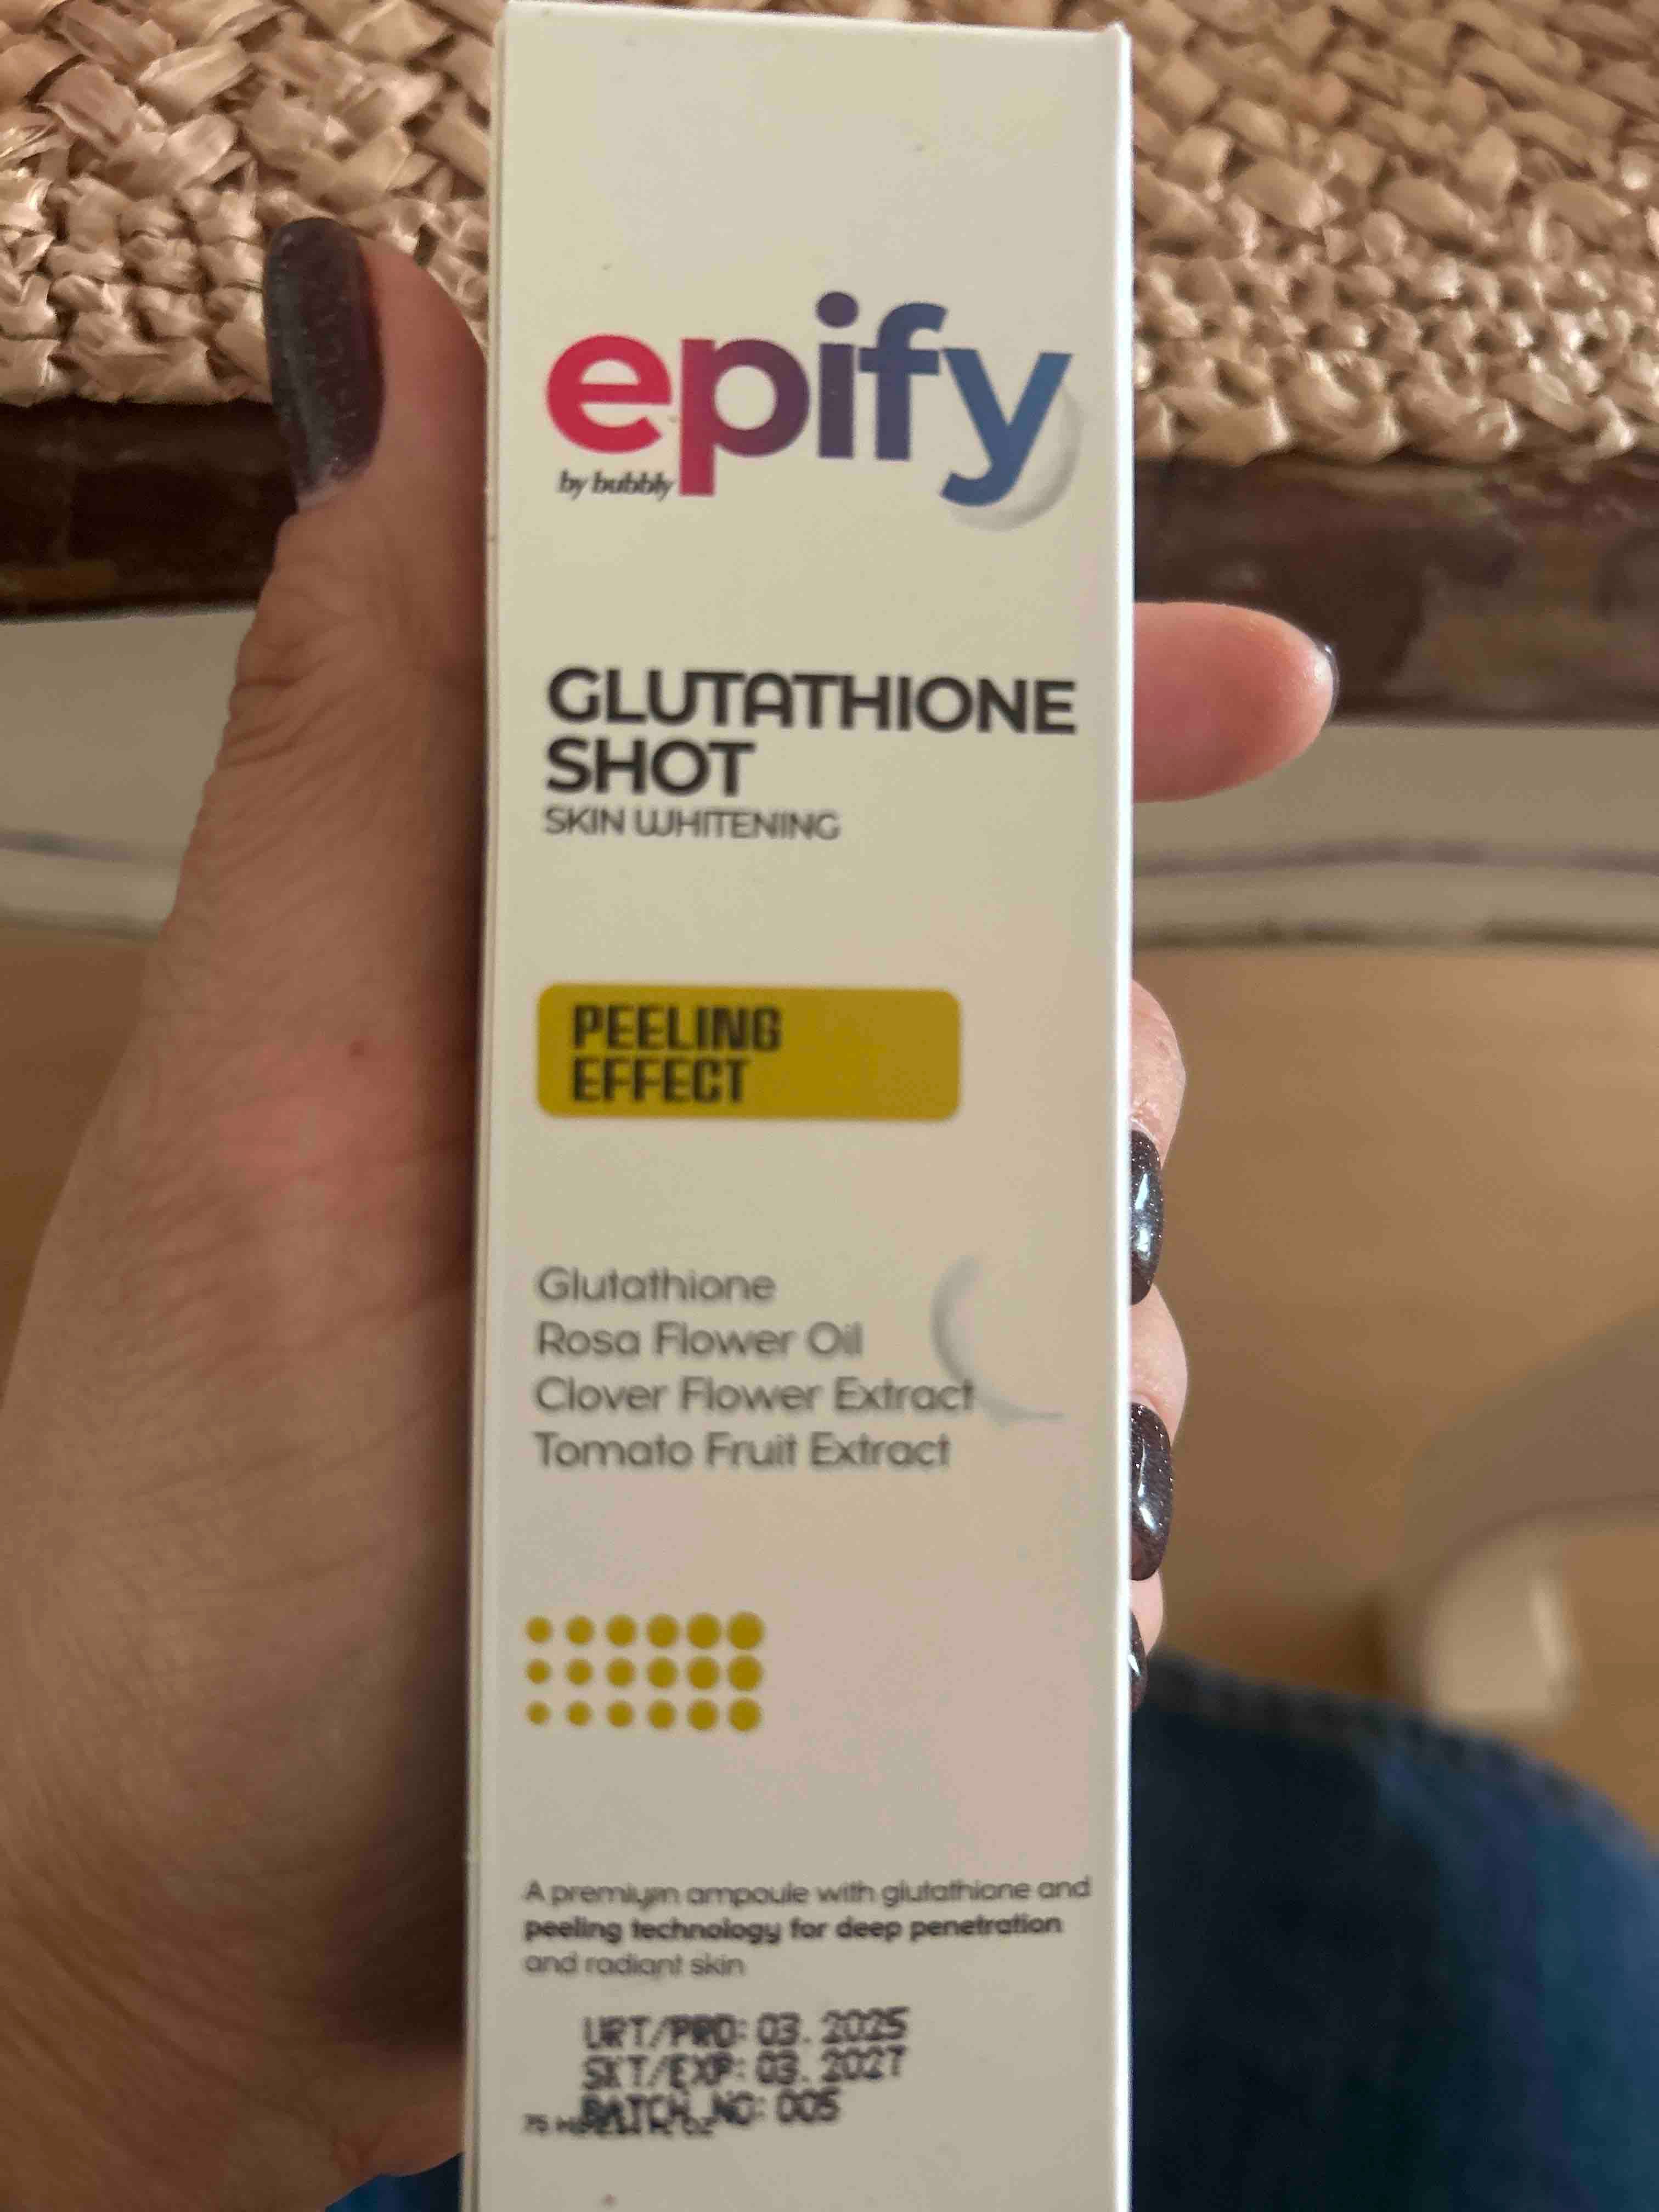 epify
by bubbly
GLUTATHIONE
SHOT
SKIN WHITENING
PEELING
EFFECT
Glutathione
Rosa Flower Oil
Clover Flower Extract
Tomato Fruit Extract
A premium ampoule with glutathione and
peeling technology for deep penetration
and radiant skin
URT/PRD: 03. 2025
SKT/EXP: 03. 2027
BATCH NO: 005
75